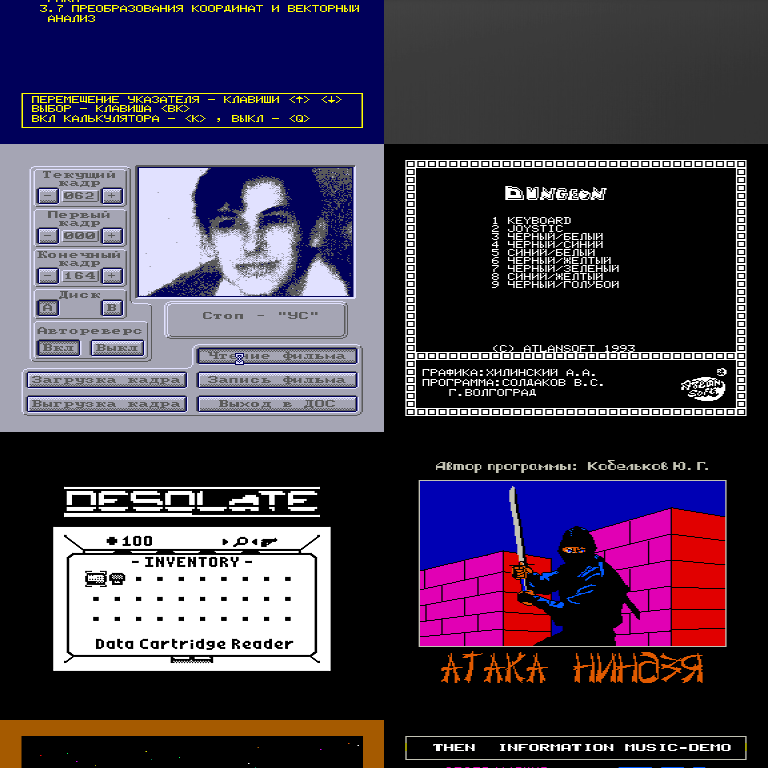 3.7 ПРЕОБРАЗОВАНИЯ КООРДИНАТ И ВЕКТОРНЫЙ
АНАЛИЗ
ПЕРЕМЕЩЕНИЕ УКАЗАТЕЛЯ - КЛАВИШИ <↑> <↓>
ВЫБОР - КЛАВИША <ВК>
ВКЛ КАЛЬКУЛЯТОРА - <К> , ВЫКЛ - <Q>
Текущий
кадр
- 062 +
Первый
кадр
- 000 +
Конечный
кадр
- 164 +
Диск
A B
Автореверс
Вкл Выкл
Стоп - "УС"
Чтение фильма
Загрузка кадра
Запись фильма
Выгрузка кадра
Выход в ДОС
DUNGEON
1 KEYBOARD
2 JOYSTIC
3 ЧЕРНЫЙ/БЕЛЫЙ
4 ЧЕРНЫЙ/СИНИЙ
5 СИНИЙ/БЕЛЫЙ
6 ЧЕРНЫЙ/ЖЕЛТЫЙ
7 ЧЕРНЫЙ/ЗЕЛЕНЫЙ
8 СИНИЙ/ЖЕЛТЫЙ
9 ЧЕРНЫЙ/ГОЛУБОЙ
(C) ATLANSOFT 1993
ГРАФИКА:ХИЛИНСКИЙ А.А.
ПРОГРАММА:СОЛДАКОВ В.С.
Г.ВОЛГОГРАД
DESOLATE
100
- INVENTORY -
Data Cartridge Reader
Автор программы: Кобельков Ю. Г.
АТАКА НИНДЗЯ
THEN INFORMATION MUSIC-DEMO